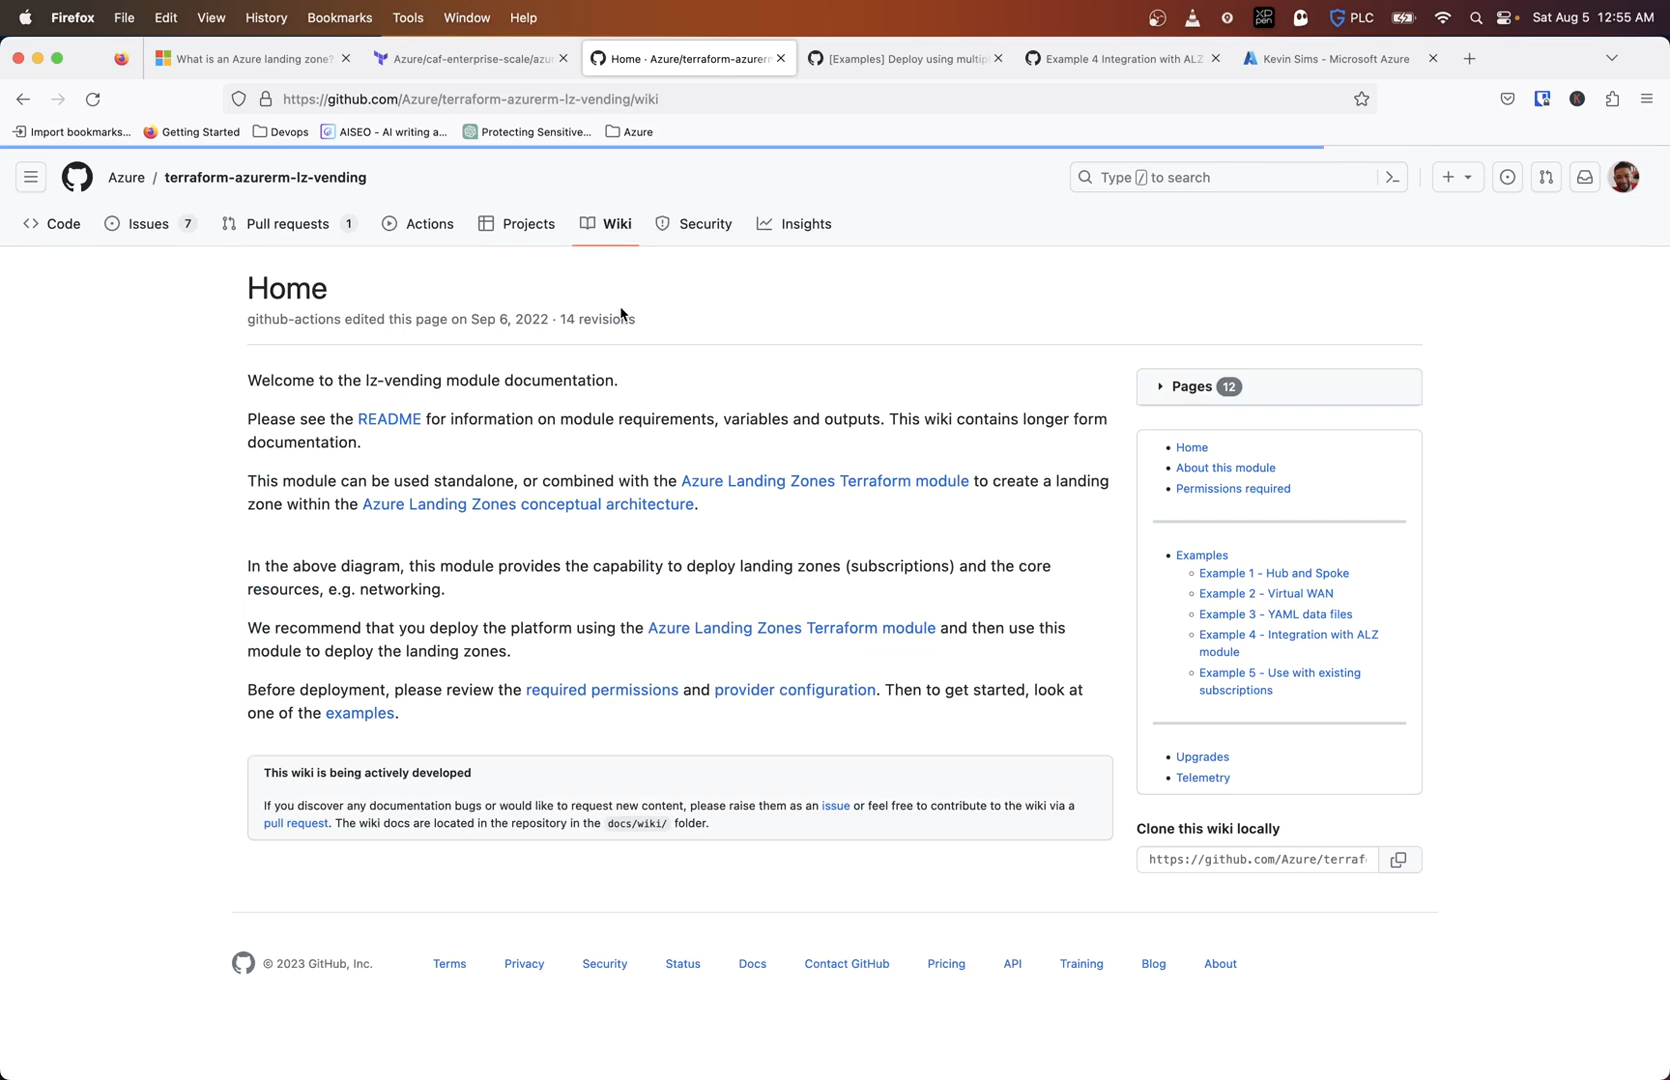 Firefox File Edit View History Bookmarks Tools Window Help PLC Sat Aug 5 12:55 AM
What is an Azure landing zone? Azure/caf-enterprise-scale/azur Home · Azure/terraform-azurerm [Examples] Deploy using multip Example 4 Integration with ALZ Kevin Sims - Microsoft Azure
https://github.com/Azure/terraform-azurerm-lz-vending/wiki
Import bookmarks... Getting Started Devops AISEO - AI writing a... Protecting Sensitive... Azure
Azure / terraform-azurerm-lz-vending Type / to search
Code Issues 7 Pull requests 1 Actions Projects Wiki Security Insights
Home
github-actions edited this page on Sep 6, 2022 · 14 revisions
Welcome to the lz-vending module documentation.
Please see the README for information on module requirements, variables and outputs. This wiki contains longer form
documentation.
This module can be used standalone, or combined with the Azure Landing Zones Terraform module to create a landing
zone within the Azure Landing Zones conceptual architecture.
In the above diagram, this module provides the capability to deploy landing zones (subscriptions) and the core
resources, e.g. networking.
We recommend that you deploy the platform using the Azure Landing Zones Terraform module and then use this
module to deploy the landing zones.
Before deployment, please review the required permissions and provider configuration. Then to get started, look at
one of the examples.
This wiki is being actively developed
If you discover any documentation bugs or would like to request new content, please raise them as an issue or feel free to contribute to the wiki via a
pull request. The wiki docs are located in the repository in the docs/wiki/ folder.
Pages 12
Home
About this module
Permissions required
Examples
Example 1 - Hub and Spoke
Example 2 - Virtual WAN
Example 3 - YAML data files
Example 4 - Integration with ALZ
module
Example 5 - Use with existing
subscriptions
Upgrades
Telemetry
Clone this wiki locally
https://github.com/Azure/terraf
© 2023 GitHub, Inc. Terms Privacy Security Status Docs Contact GitHub Pricing API Training Blog About